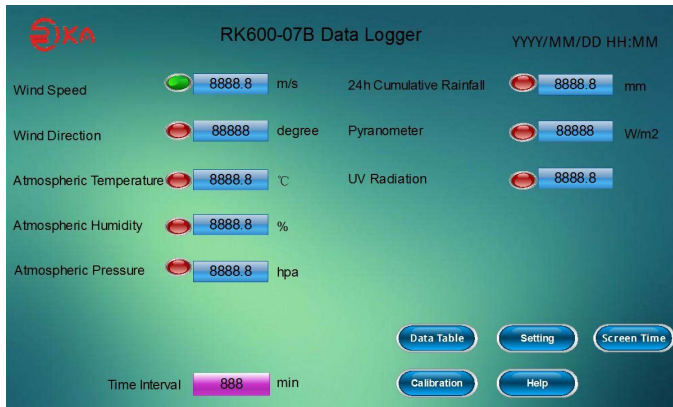 RKA
RK600-07B Data Logger
YYYY/MM/DD HH:MM
Wind Speed 8888.8 m/s 24h Cumulative Rainfall 8888.8 mm
Wind Direction 88888 degree Pyranometer 88888 W/m2
Atmospheric Temperature 8888.8 ℃ UV Radiation 8888.8
Atmospheric Humidity 8888.8 %
Atmospheric Pressure 8888.8 hpa
Data Table Setting Screen Time
Time Interval 888 min Calibration Help